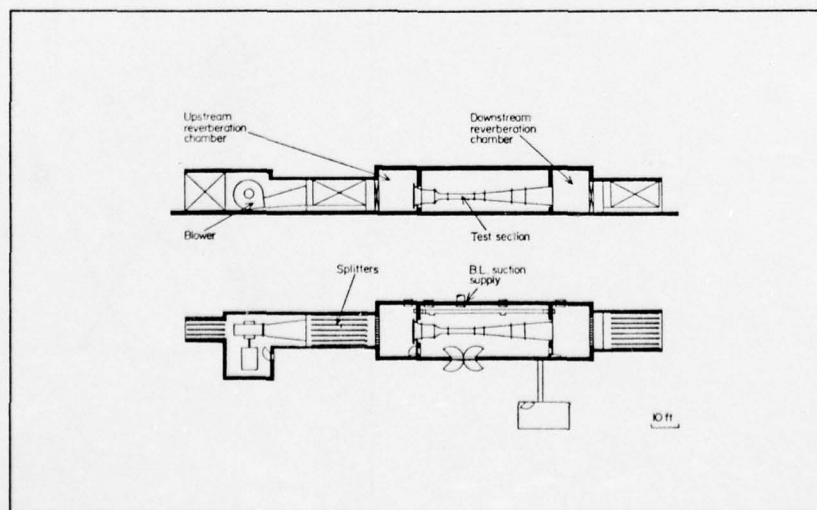 Upstream
reverberation
chamber
Downstream
reverberation
chamber
Blower
Test section
Splitters
B.L. suction
supply
10 ft